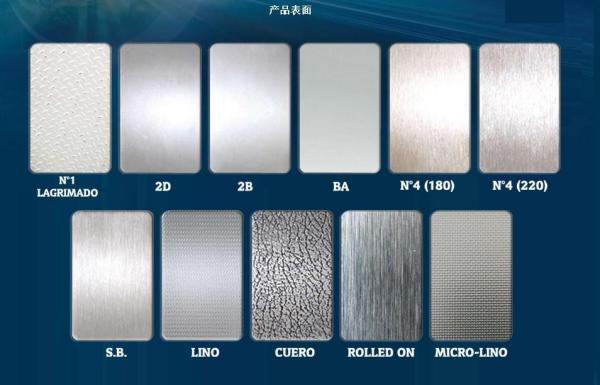 产品表面
N°1
LAGRIMADO
2D
2B
BA
N°4 (180)
N°4 (220)
S.B.
LINO
CUERO
ROLLED ON
MICRO-LINO